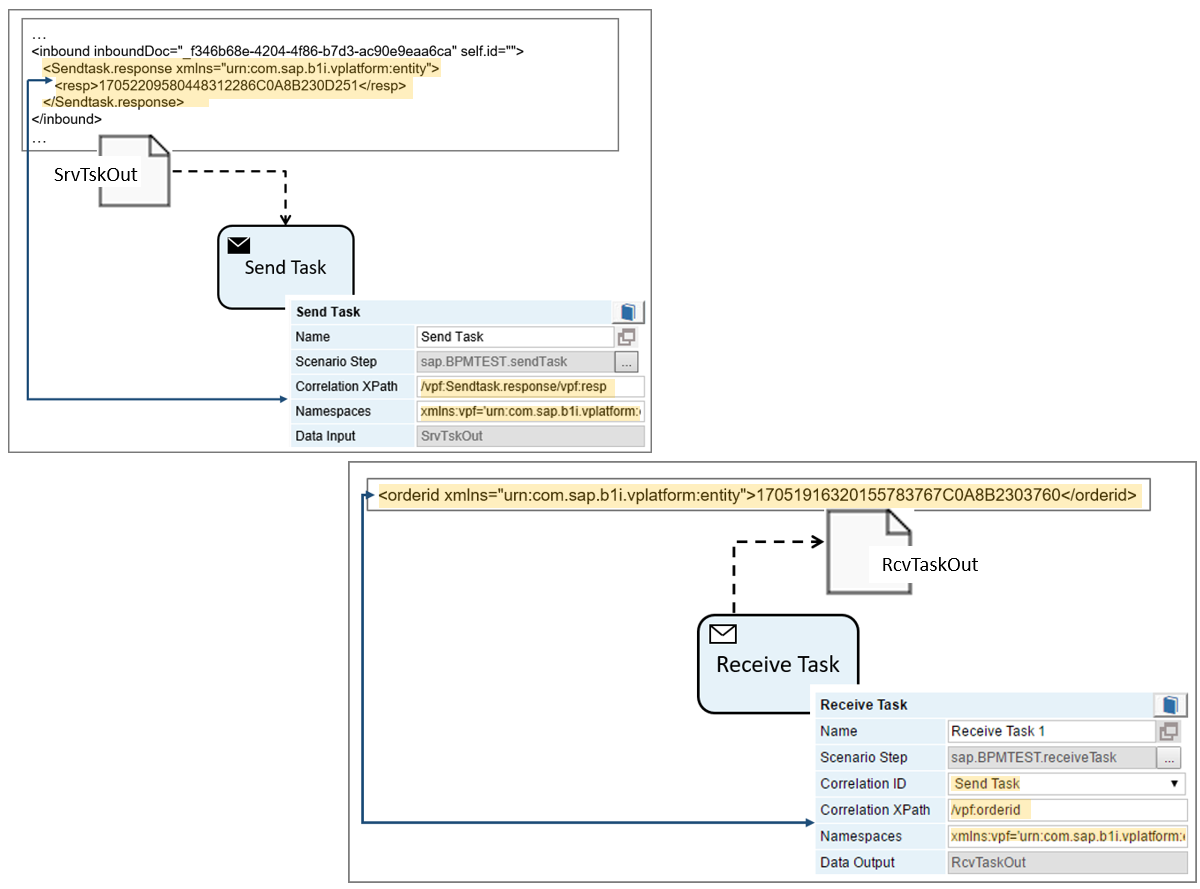 ...
<inbound inboundDoc="_f346b68e-4204-4f86-b7d3-ac90e9eaa6ca" self.id="">
<Sendtask.response xmlns="urn:com.sap.b1i.vplatform:entity">
<resp>17052209580448312286C0A8B230D251</resp>
</Sendtask.response>
</inbound>
...
SrvTskOut
Send Task
Send Task
Name Send Task
Scenario Step sap.BPMTEST.sendTask ...
Correlation XPath /vpf:Sendtask.response/vpf:resp
Namespaces xmlns:vpf='urn:com.sap.b1i.vplatform:
Data Input SrvTskOut
<orderid xmlns="urn:com.sap.b1i.vplatform:entity">17051916320155783767C0A8B2303760</orderid>
RcvTaskOut
Receive Task
Receive Task
Name Receive Task 1
Scenario Step sap.BPMTEST.receiveTask ...
Correlation ID Send Task
Correlation XPath /vpf:orderid
Namespaces xmlns:vpf='urn:com.sap.b1i.vplatform:
Data Output RcvTaskOut